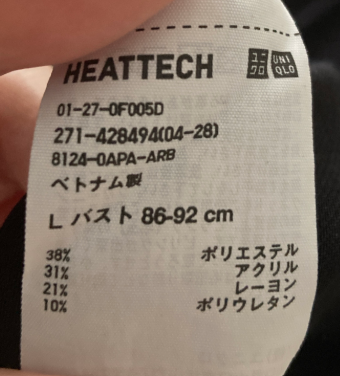 HEATTECH
ユニ
クロ
UNI
QLO
01-27-0F005D
271-428494(04-28)
8124-0APA-ARB
ベトナム製
L バスト 86-92 cm
38% ポリエステル
31% アクリル
21% レーヨン
10% ポリウレタン